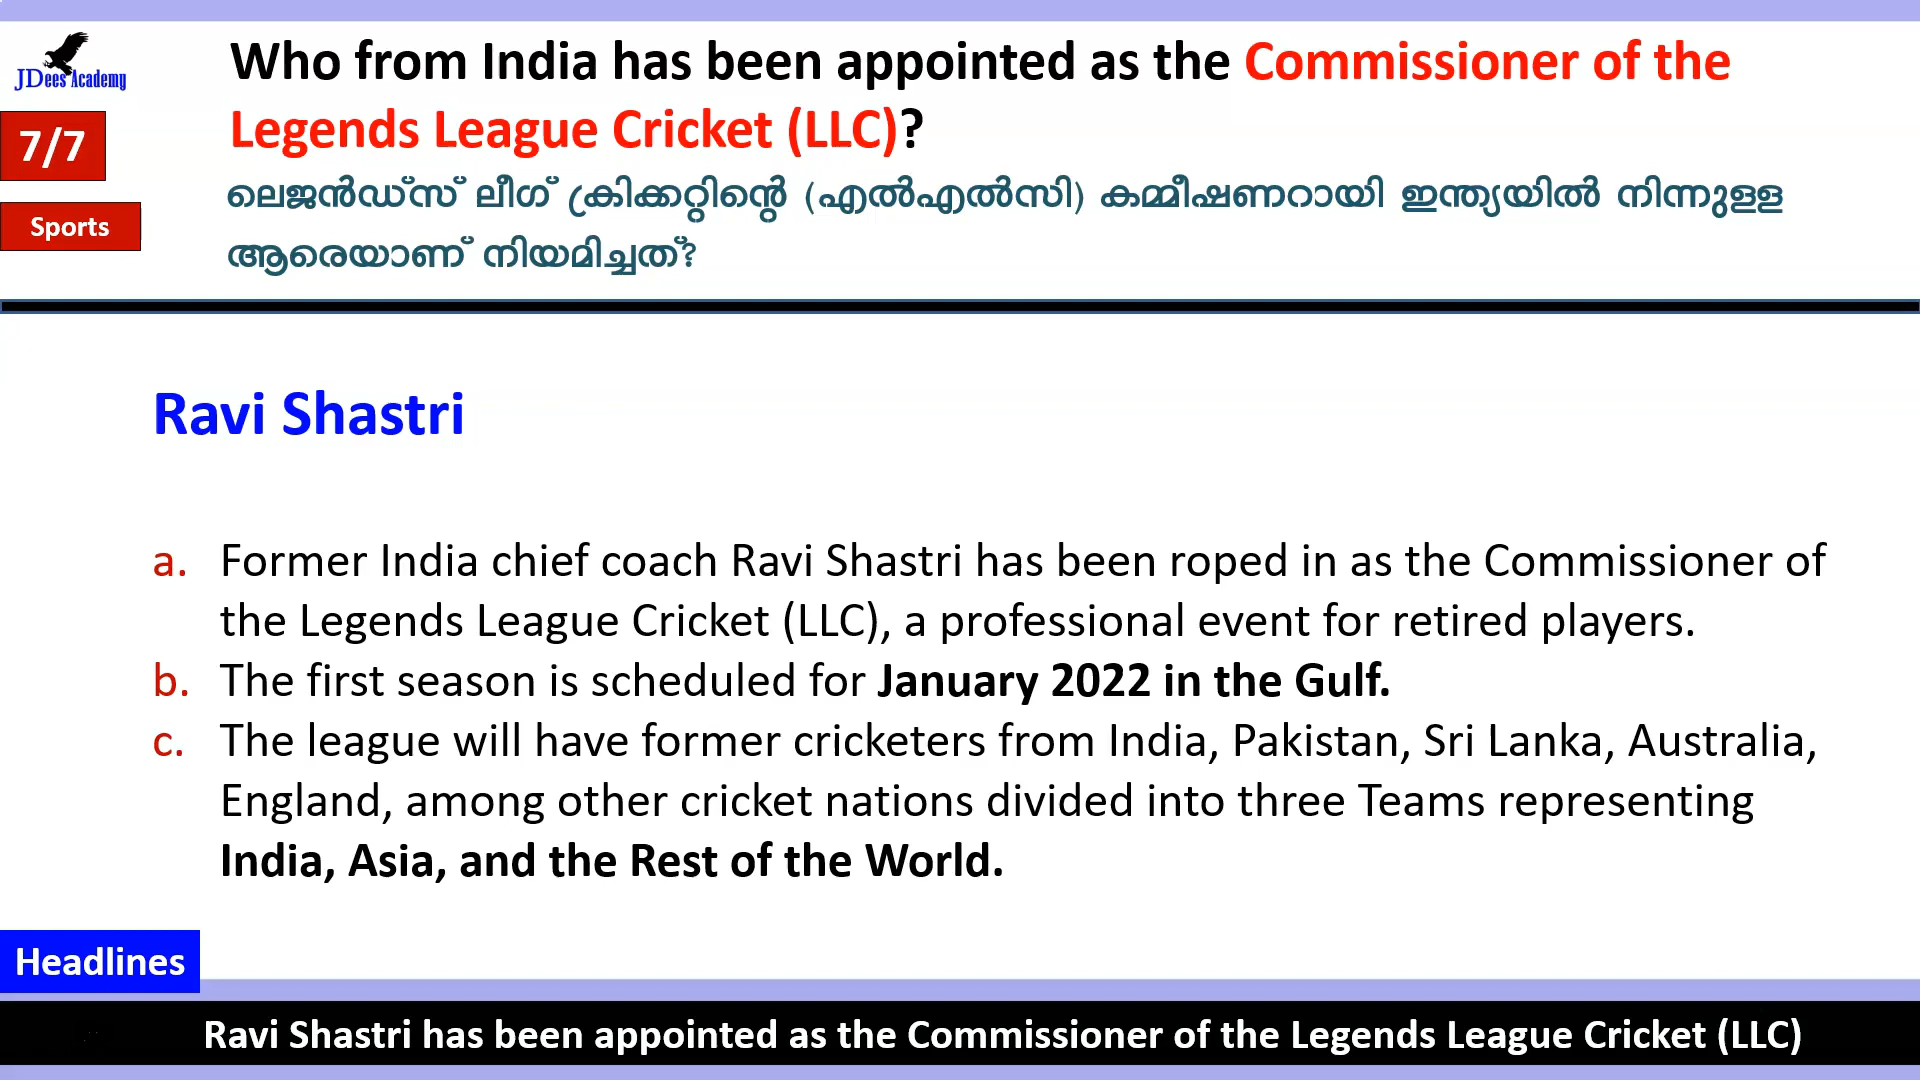 JDees Academy
Who from India has been appointed as the Commissioner of the
Legends League Cricket (LLC)?
7/7
Sports
ലെജൻഡ്സ് ലീഗ് ക്രിക്കറ്റിന്റെ (എൽഎൽസി) കമ്മീഷണറായി ഇന്ത്യയിൽ നിന്നുള്ള
ആരെയാണ് നിയമിച്ചത്?
Ravi Shastri
a. Former India chief coach Ravi Shastri has been roped in as the Commissioner of
the Legends League Cricket (LLC), a professional event for retired players.
b. The first season is scheduled for January 2022 in the Gulf.
c. The league will have former cricketers from India, Pakistan, Sri Lanka, Australia,
England, among other cricket nations divided into three Teams representing
India, Asia, and the Rest of the World.
Headlines
Ravi Shastri has been appointed as the Commissioner of the Legends League Cricket (LLC)